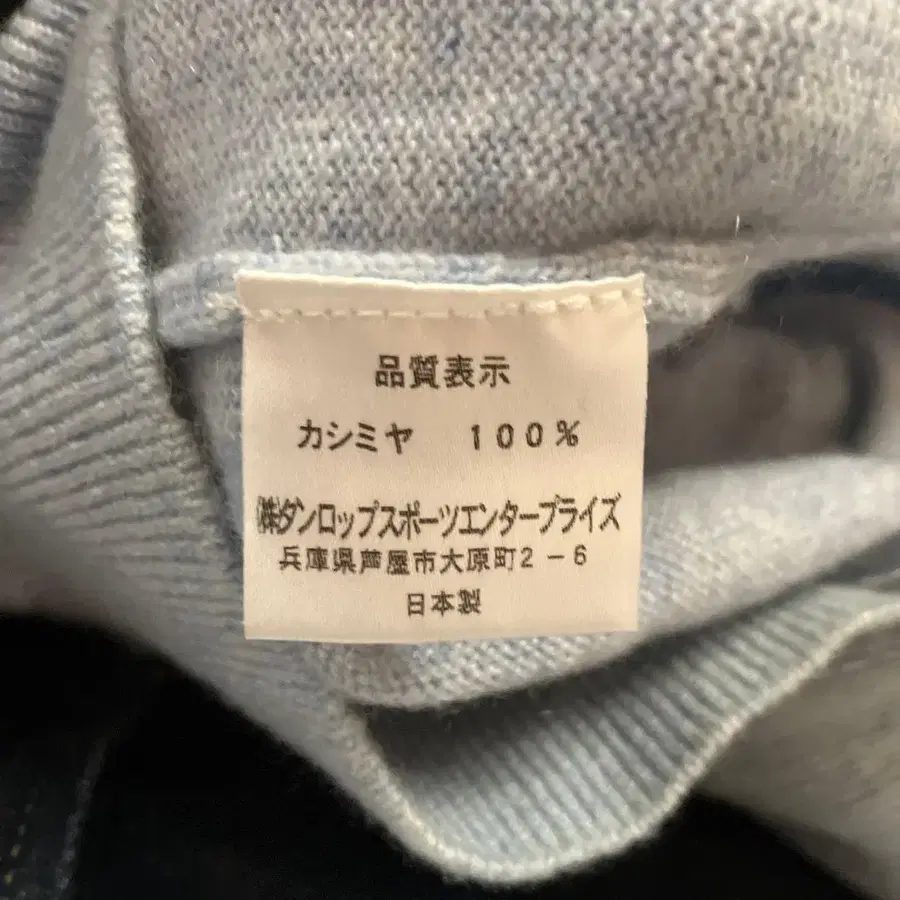 品質表示
カシミヤ 100%
㈱ダンロップスポーツエンタープライズ
兵庫県芦屋市大原町2-6
日本製